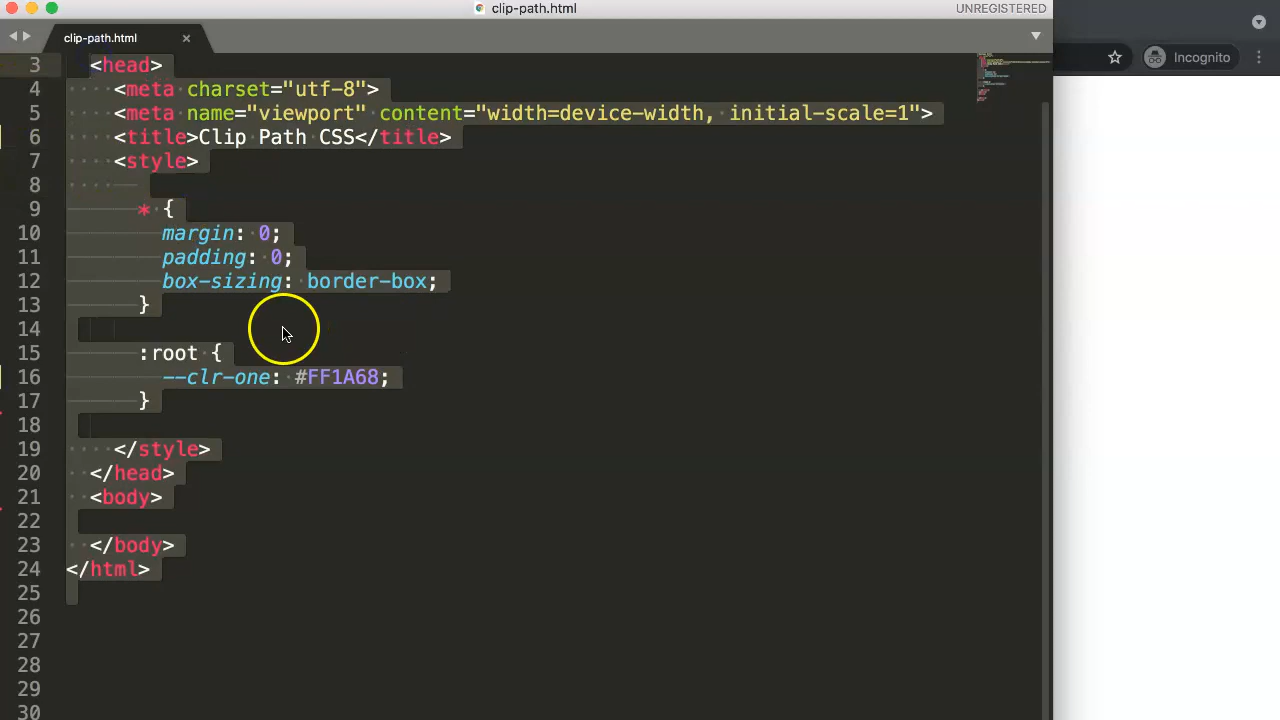 clip-path.html
UNREGISTERED
clip-path.html
Incognito
3 <head>
4 <meta charset="utf-8">
5 <meta name="viewport" content="width=device-width, initial-scale=1">
6 <title>Clip Path CSS</title>
7 <style>
8
9 * {
10 margin: 0;
11 padding: 0;
12 box-sizing: border-box;
13 }
14
15 :root {
16 --clr-one: #FF1A68;
17 }
18
19 </style>
20 </head>
21 <body>
22
23 </body>
24 </html>
25
26
27
28
29
30